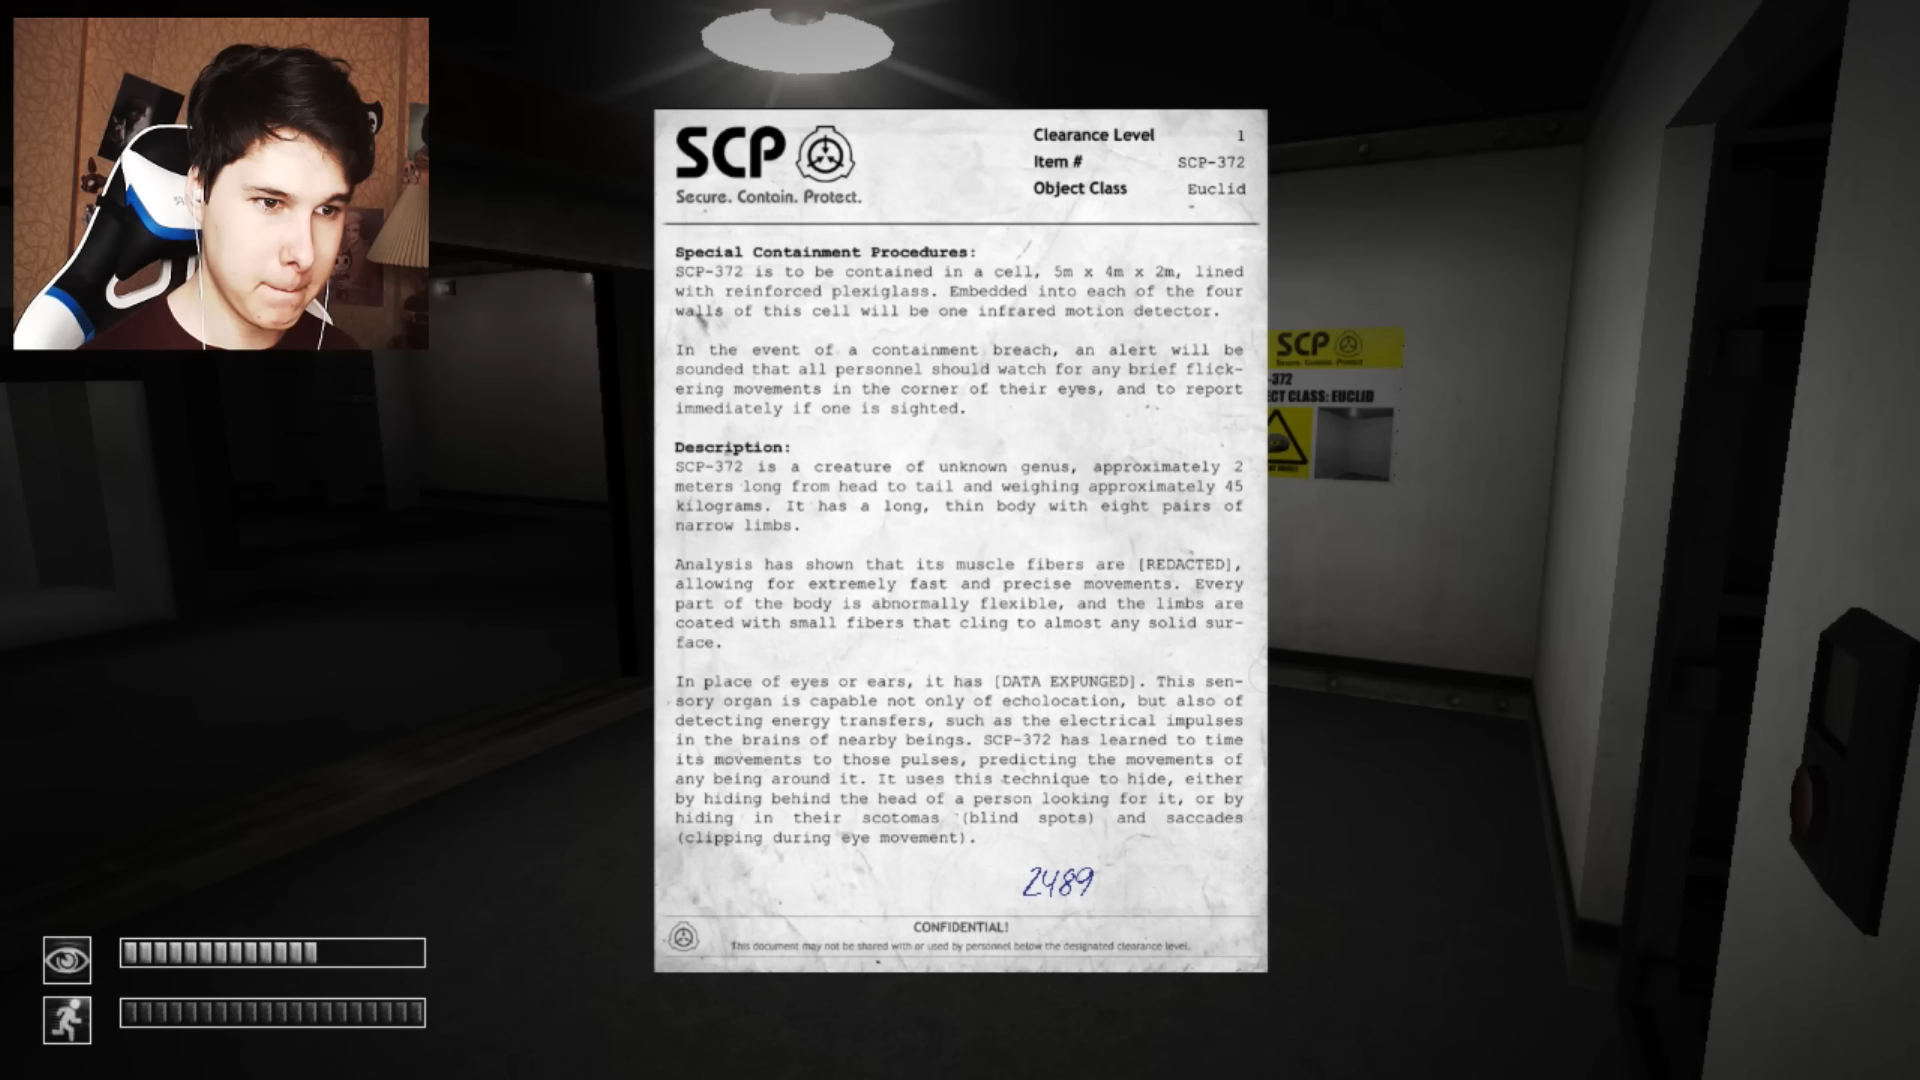 SCP
Secure. Contain. Protect.
Clearance Level 1
Item # SCP-372
Object Class Euclid
Special Containment Procedures:
SCP-372 is to be contained in a cell, 5m x 4m x 2m, lined
with reinforced plexiglass. Embedded into each of the four
walls of this cell will be one infrared motion detector.
In the event of a containment breach, an alert will be
sounded that all personnel should watch for any brief flick-
ering movements in the corner of their eyes, and to report
immediately if one is sighted.
Description:
SCP-372 is a creature of unknown genus, approximately 2
meters long from head to tail and weighing approximately 45
kilograms. It has a long, thin body with eight pairs of
narrow limbs.
Analysis has shown that its muscle fibers are [REDACTED],
allowing for extremely fast and precise movements. Every
part of the body is abnormally flexible, and the limbs are
coated with small fibers that cling to almost any solid sur-
face.
In place of eyes or ears, it has [DATA EXPUNGED]. This sen-
sory organ is capable not only of echolocation, but also of
detecting energy transfers, such as the electrical impulses
in the brains of nearby beings. SCP-372 has learned to time
its movements to those pulses, predicting the movements of
any being around it. It uses this technique to hide, either
by hiding behind the head of a person looking for it, or by
hiding in their scotomas (blind spots) and saccades
(clipping during eye movement).
2489
CONFIDENTIAL!
This document may not be shared with or used by personnel below the designated clearance level.
SCP
Secure. Contain. Protect.
-372
ECT CLASS: EUCLID